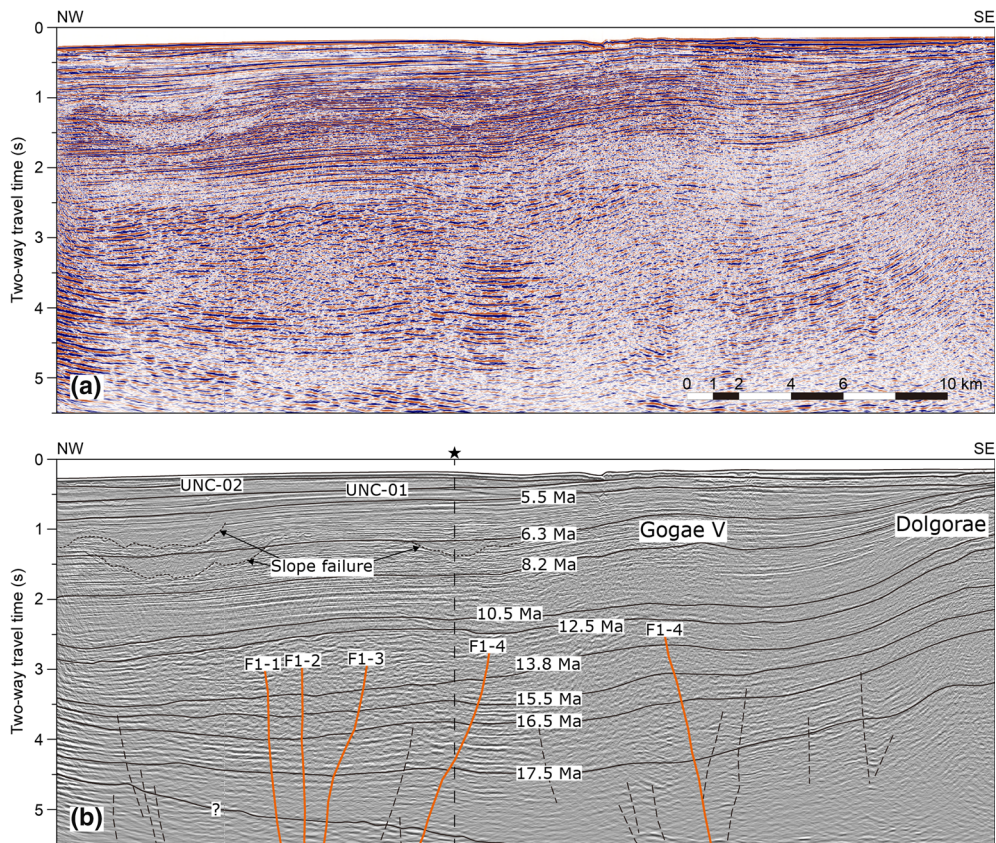 NW SE
0
1
2
3
4
5
Two-way travel time (s)
0 1 2 4 6 10 km
(a)
★
NW SE
0
1
2
3
4
5
Two-way travel time (s)
UNC-02
UNC-01
5.5 Ma
6.3 Ma
Gogae V
Dolgorae
8.2 Ma
Slope failure
10.5 Ma
12.5 Ma
F1-4
F1-4
F1-1
F1-2
F1-3
13.8 Ma
15.5 Ma
16.5 Ma
17.5 Ma
?
(b)